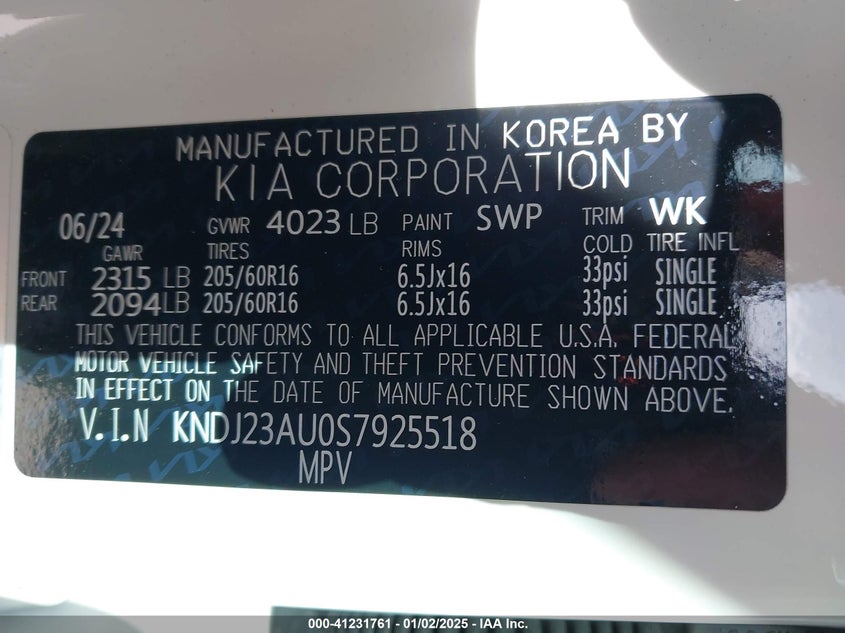 MANUFACTURED IN KOREA BY
KIA CORPORATION
06/24 GVWR 4023 LB PAINT SWP TRIM WK
GAWR TIRES RIMS COLD TIRE INFL
FRONT 2315 LB 205/60R16 6.5Jx16 33psi SINGLE
REAR 2094 LB 205/60R16 6.5Jx16 33psi SINGLE
THIS VEHICLE CONFORMS TO ALL APPLICABLE U.S.A. FEDERAL
MOTOR VEHICLE SAFETY AND THEFT PREVENTION STANDARDS
IN EFFECT ON THE DATE OF MANUFACTURE SHOWN ABOVE.
V.I.N KNDJ23AU0S7925518
MPV
000-41231761 - 01/02/2025 - IAA Inc.